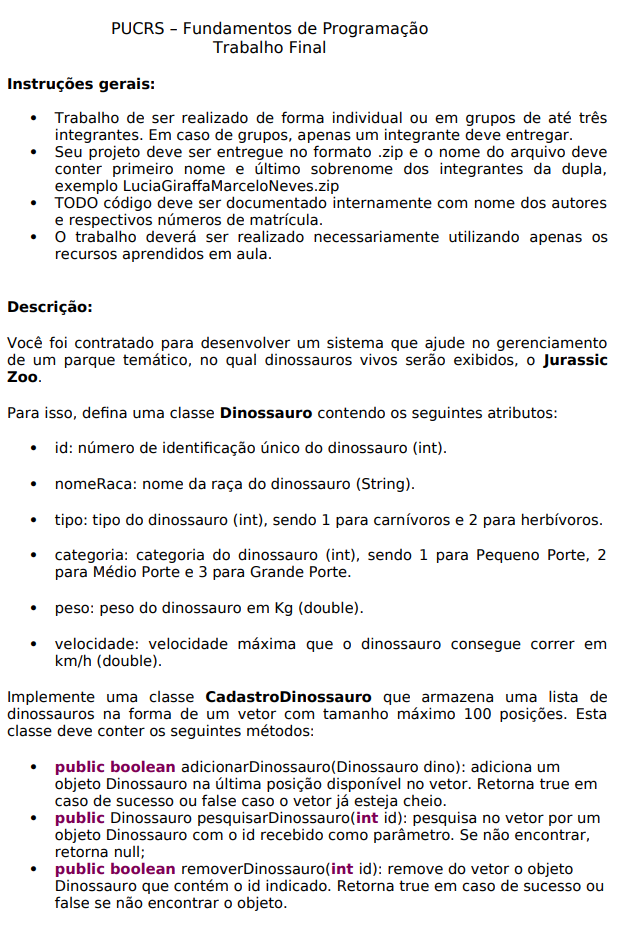 PUCRS – Fundamentos de Programação
Trabalho Final
Instruções gerais:
• Trabalho de ser realizado de forma individual ou em grupos de até três
integrantes. Em caso de grupos, apenas um integrante deve entregar.
• Seu projeto deve ser entregue no formato .zip e o nome do arquivo deve
conter primeiro nome e último sobrenome dos integrantes da dupla,
exemplo LuciaGiraffaMarceloNeves.zip
• TODO código deve ser documentado internamente com nome dos autores
e respectivos números de matrícula.
• O trabalho deverá ser realizado necessariamente utilizando apenas os
recursos aprendidos em aula.
Descrição:
Você foi contratado para desenvolver um sistema que ajude no gerenciamento
de um parque temático, no qual dinossauros vivos serão exibidos, o Jurassic
Zoo.
Para isso, defina uma classe Dinossauro contendo os seguintes atributos:
• id: número de identificação único do dinossauro (int).
• nomeRaca: nome da raça do dinossauro (String).
• tipo: tipo do dinossauro (int), sendo 1 para carnívoros e 2 para herbívoros.
• categoria: categoria do dinossauro (int), sendo 1 para Pequeno Porte, 2
para Médio Porte e 3 para Grande Porte.
• peso: peso do dinossauro em Kg (double).
• velocidade: velocidade máxima que o dinossauro consegue correr em
km/h (double).
Implemente uma classe CadastroDinossauro que armazena uma lista de
dinossauros na forma de um vetor com tamanho máximo 100 posições. Esta
classe deve conter os seguintes métodos:
• public boolean adicionarDinossauro(Dinossauro dino): adiciona um
objeto Dinossauro na última posição disponível no vetor. Retorna true em
caso de sucesso ou false caso o vetor já esteja cheio.
• public Dinossauro pesquisarDinossauro(int id): pesquisa no vetor por um
objeto Dinossauro com o id recebido como parâmetro. Se não encontrar,
retorna null;
• public boolean removerDinossauro(int id): remove do vetor o objeto
Dinossauro que contém o id indicado. Retorna true em caso de sucesso ou
false se não encontrar o objeto.